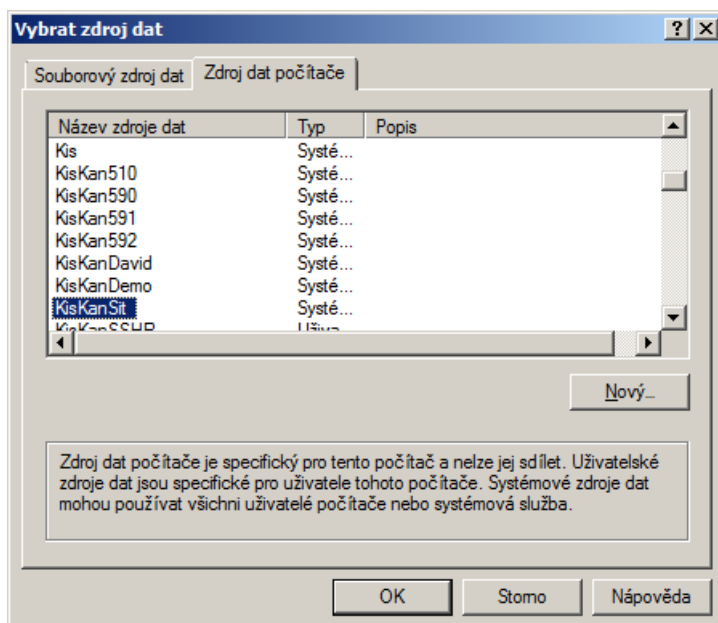 Vybrat zdroj dat
Souborový zdroj dat Zdroj dat počítače
Název zdroje dat Typ Popis
Kis Systé...
KisKan510 Systé...
KisKan590 Systé...
KisKan591 Systé...
KisKan592 Systé...
KisKanDavid Systé...
KisKanDemo Systé...
KisKanSit Systé...
KisKanSSHR Uživa...
Nový...
Zdroj dat počítače je specifický pro tento počítač a nelze jej sdílet. Uživatelské
zdroje dat jsou specifické pro uživatele tohoto počítače. Systémové zdroje dat
mohou používat všichni uživatelé počítače nebo systémová služba.
OK Storno Nápověda